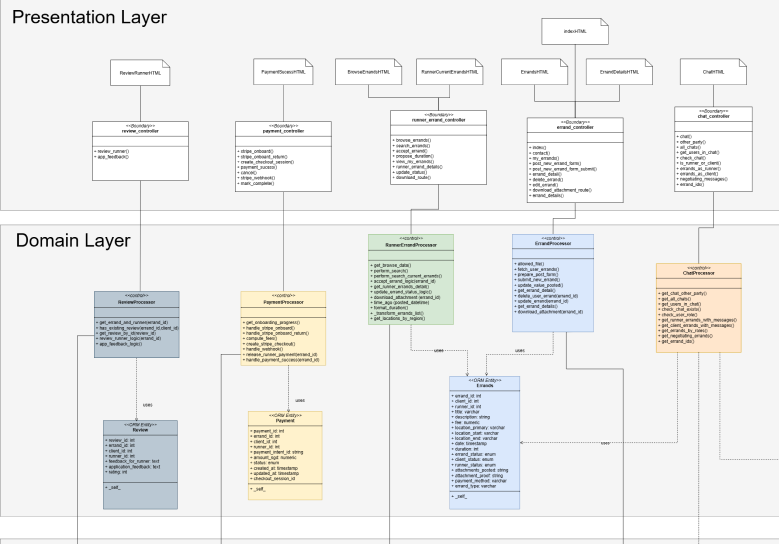 Presentation Layer
indexHTML
ReviewRunnerHTML
PaymentSucessHTML
BrowseErrandsHTML
RunnerCurrentErrandsHTML
ErrandsHTML
ErrandDetailsHTML
ChatHTML
<<Boundary>>
review_controller
+ review_runner()
+ app_feedback()
<<Boundary>>
payment_controller
+ stripe_onboard()
+ stripe_onboard_return()
+ create_checkout_session()
+ payment_success()
+ cancel()
+ stripe_webhook()
+ mark_complete()
<<Boundary>>
runner_errand_controller
+ browse_errands()
+ search_errands()
+ accept_errand()
+ propose_duration()
+ view_my_errands()
+ runner_errand_details()
+ update_status()
+ download_route()
<<Boundary>>
errand_controller
+ index()
+ contact()
+ my_errands()
+ post_new_errand_form()
+ post_new_errand_form_submit()
+ errand_detail()
+ delete_errand()
+ edit_errand()
+ download_attachment_route()
+ errand_details()
<<Boundary>>
chat_controller
+ chat()
+ other_party()
+ all_chats()
+ get_users_in_chat()
+ check_chat()
+ is_runner_or_client()
+ errands_as_runner()
+ errands_as_client()
+ negotiating_messages()
+ errand_ids()
Domain Layer
<<control>>
ReviewProcessor
+ get_errand_and_runner(errand_id)
+ has_existing_review(errand_id,client_id)
+ get_review_by_id(review_id)
+ review_runner_logic(errand_id)
+ app_feedback_logic()
<<control>>
PaymentProcessor
+ get_onboarding_progress()
+ handle_stripe_onboard()
+ handle_stripe_onboard_return()
+ compute_fees()
+ create_stripe_checkout()
+ handle_webhook()
+ release_runner_payment(errand_id)
+ handle_payment_success(errand_id)
<<control>>
RunnerErrandProcessor
+ get_browse_data()
+ perform_search()
+ perform_search_current_errands()
+ accept_errand_logic(errand_id)
+ get_runner_errands_detail()
+ update_errand_status_logic()
+ download_attachment (errand_id)
+ time_ago (posted_datetime)
+ format_duration()
+ _transform_errands_list()
+ get_locations_by_region()
<<control>>
ErrandProcessor
+ allowed_file()
+ fetch_user_errands()
+ prepare_post_form()
+ submit_new_errand()
+ update_value_pooled()
+ get_errand_detail()
+ delete_user_errand(errand_id)
+ update_errand(errand_id)
+ get_errand_details()
+ download_attachment(errand_id)
<<control>>
ChatProcessor
+ get_chat_other_party()
+ get_all_chats()
+ get_users_in_chat()
+ check_chat_exists()
+ check_user_role()
+ get_runner_errands_with_messages()
+ get_client_errands_with_messages()
+ get_errands_by_roles()
+ get_negotiating_errands()
+ get_errand_ids()
uses
uses
uses
uses
uses
<<ORM Entity>>
Review
+ review_id: int
+ errand_id: int
+ client_id: int
+ runner_id: int
+ feedback_for_runner: text
+ application_feedback: text
+ rating: int
+ _self_
<<ORM Entity>>
Payment
+ payment_id: int
+ errand_id: int
+ client_id: int
+ runner_id: int
+ payment_intent_id: string
+ amount_sgd: numeric
+ status: enum
+ created_at: timestamp
+ updated_at: timestamp
+ checkout_session_id
+ _self_
<<ORM Entity>>
Errands
+ errand_id: int
+ client_id: int
+ runner_id: int
+ title: varchar
+ description: string
+ fee: numeric
+ location_primary: varchar
+ location_start: varchar
+ location_end: varchar
+ date: timestamp
+ duration: int
+ errand_status: enum
+ client_status: enum
+ runner_status: enum
+ attachments_posted: string
+ attachment_proof: string
+ payment_method: varchar
+ errand_type: varchar
+ _self_